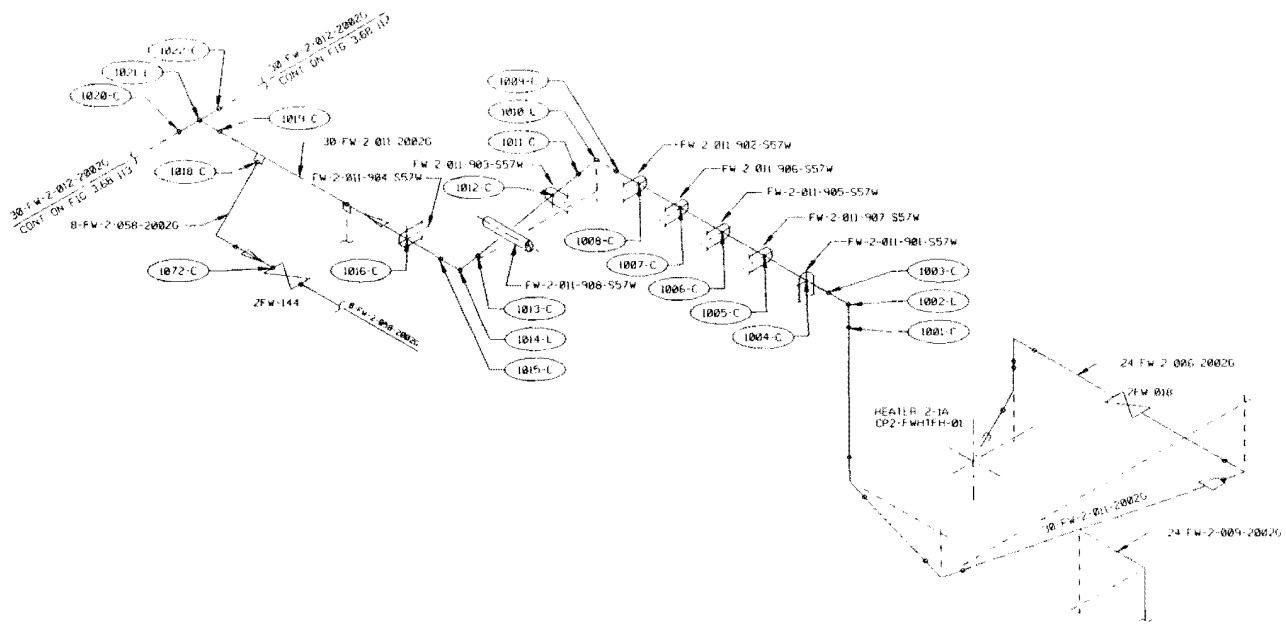 30-FW-2-012-2002G
CONT ON FIG 3.6B 112
1022-C
1021-L
1020-C
1019-C
30-FW-2-011-2002G
1018-C
FW-2-011-904-S57W
FW-2-011-903-S57W
30-FW-2-012-2002G
CONT ON FIG 3.6B 113
8-FW-2-058-2002G
1072-C
2FW-144
8-FW-2-058-2002G
1016-C
1009-C
1010-L
1011-C
1012-C
FW-2-011-902-S57W
FW-2-011-906-S57W
FW-2-011-905-S57W
FW-2-011-907-S57W
FW-2-011-901-S57W
1008-C
1007-C
1006-C
1005-C
1004-C
FW-2-011-908-S57W
1013-C
1014-L
1015-C
1003-C
1002-L
1001-C
24-FW-2-006-2002G
2FW-018
HEATER 2-1A
CP2-FWHTFH-01
30-FW-2-011-2002G
24-FW-2-009-2002G